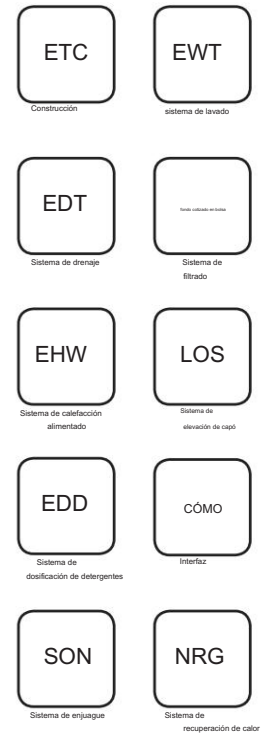 ETC
EWT
Construcción
sistema de lavado
EDT
fondo cotizado en bolsa
Sistema de drenaje
Sistema de
filtrado
EHW
LOS
Sistema de calefacción
alimentado
Sistema de
elevación de capó
EDD
CÓMO
Sistema de
dosificación de detergentes
Interfaz
SON
NRG
Sistema de enjuague
Sistema de
recuperación de calor